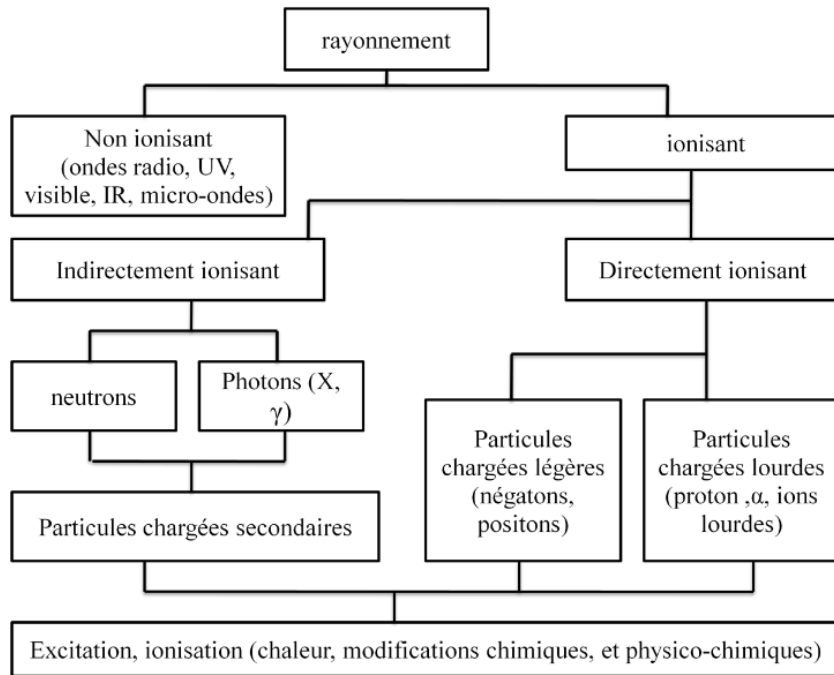 rayonnement
Non ionisant
(ondes radio, UV,
visible, IR, micro-ondes)
ionisant
Indirectement ionisant
Directement ionisant
neutrons
Photons (X,
γ)
Particules
chargées légères
(négatons,
positons)
Particules
chargées lourdes
(proton ,α, ions
lourdes)
Particules chargées secondaires
Excitation, ionisation (chaleur, modifications chimiques, et physico-chimiques)